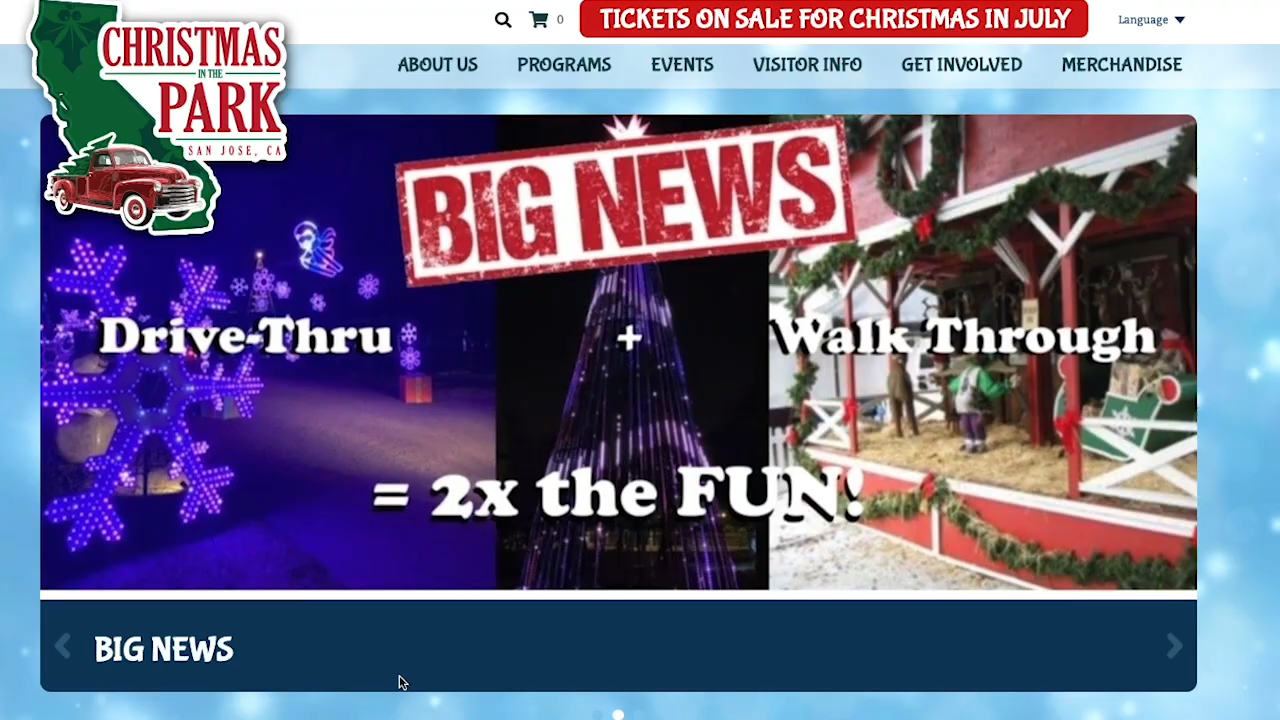 CHRISTMAS
IN THE
PARK
SAN JOSE, CA
0
TICKETS ON SALE FOR CHRISTMAS IN JULY
Language
ABOUT US
PROGRAMS
EVENTS
VISITOR INFO
GET INVOLVED
MERCHANDISE
BIG NEWS
Drive-Thru + Walk Through
= 2x the FUN!
BIG NEWS